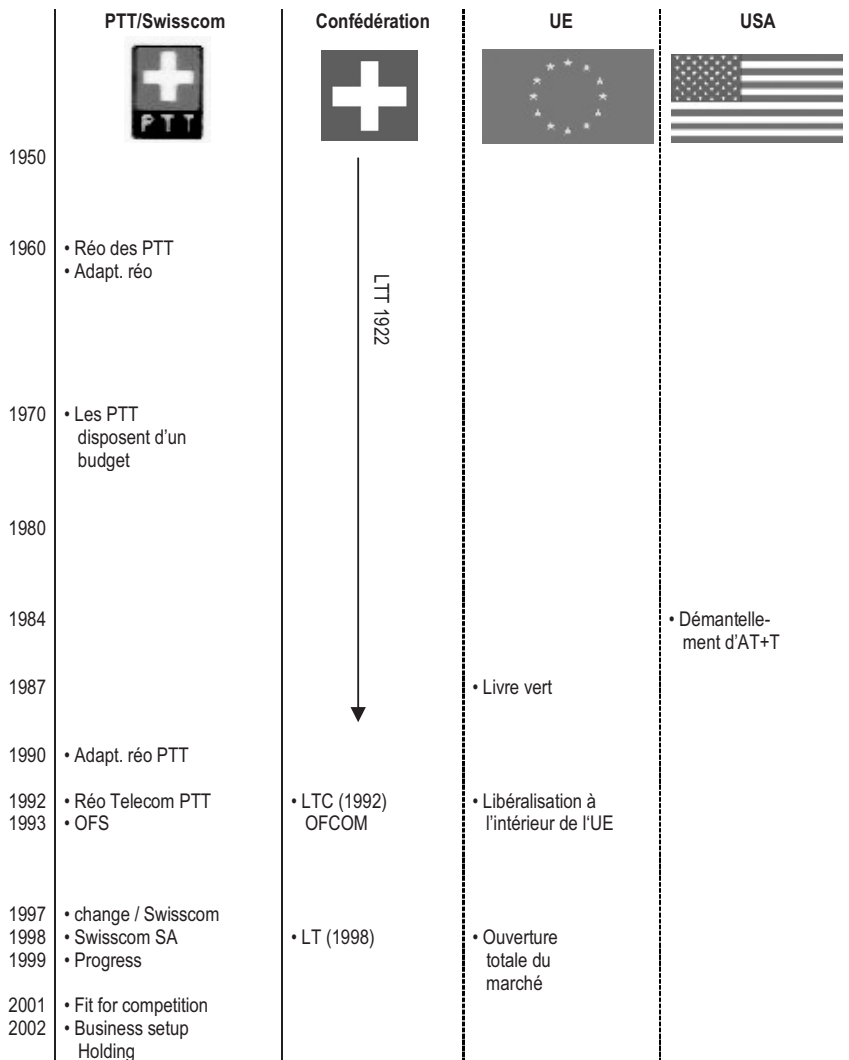 PTT/Swisscom
Confédération
UE
USA
PTT
1950
1960
• Réo des PTT
• Adapt. réo
LTT 1922
1970
• Les PTT
disposent d’un
budget
1980
1984
• Démantelle-
ment d’AT+T
1987
• Livre vert
1990
• Adapt. réo PTT
1992
• Réo Telecom PTT
• LTC (1992)
• Libéralisation à
1993
• OFS
OFCOM
l’intérieur de l‘UE
1997
• change / Swisscom
1998
• Swisscom SA
• LT (1998)
• Ouverture
1999
• Progress
totale du
marché
2001
• Fit for competition
2002
• Business setup
Holding